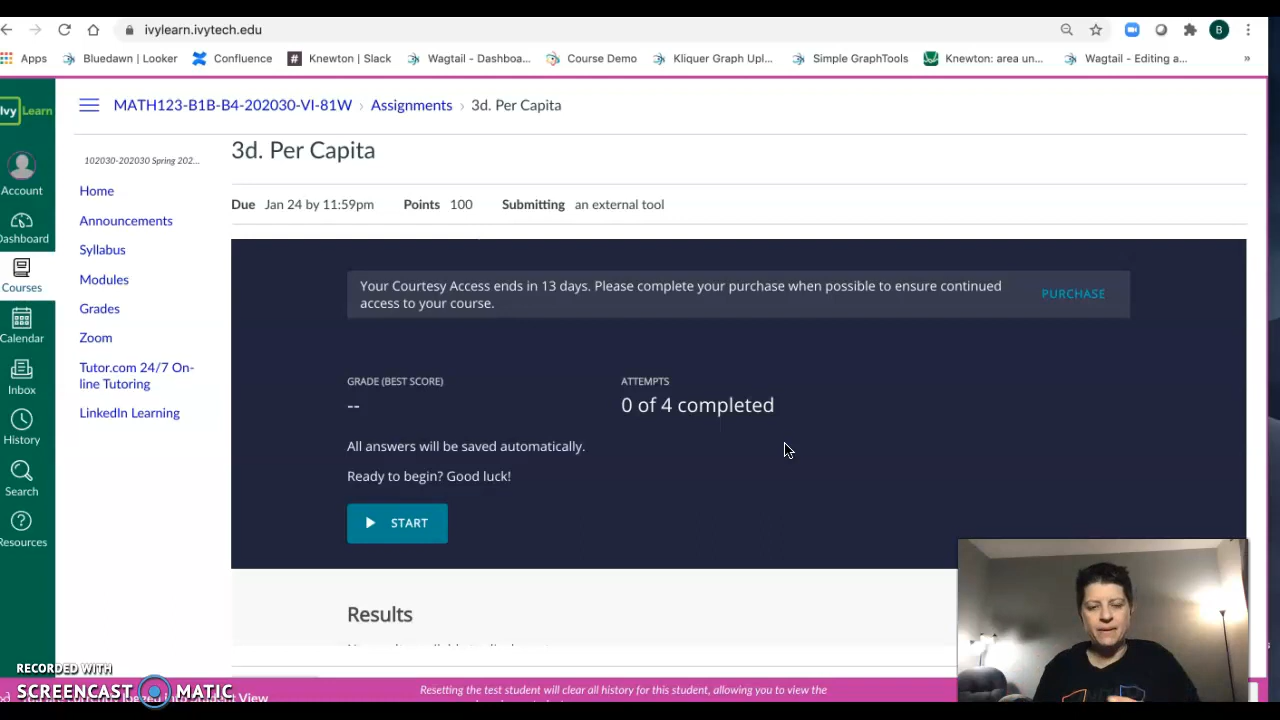 ivylearn.ivytech.edu
B
Apps
Bluedawn | Looker
Confluence
# Knewton | Slack
Wagtail - Dashboa...
Course Demo
Kliquer Graph Upl...
Simple GraphTools
Knewton: area un...
Wagtail - Editing a...
»
Ivy Learn
MATH123-B1B-B4-202030-VI-81W › Assignments › 3d. Per Capita
102030-202030 Spring 202...
3d. Per Capita
Due Jan 24 by 11:59pm Points 100 Submitting an external tool
Account
Dashboard
Courses
Calendar
Inbox
History
Search
Resources
Home
Announcements
Syllabus
Modules
Grades
Zoom
Tutor.com 24/7 On-
line Tutoring
LinkedIn Learning
Your Courtesy Access ends in 13 days. Please complete your purchase when possible to ensure continued
access to your course.
PURCHASE
GRADE (BEST SCORE)
--
ATTEMPTS
0 of 4 completed
All answers will be saved automatically.
Ready to begin? Good luck!
START
Results
RECORDED WITH
SCREENCAST MATIC
View
Resetting the test student will clear all history for this student, allowing you to view the